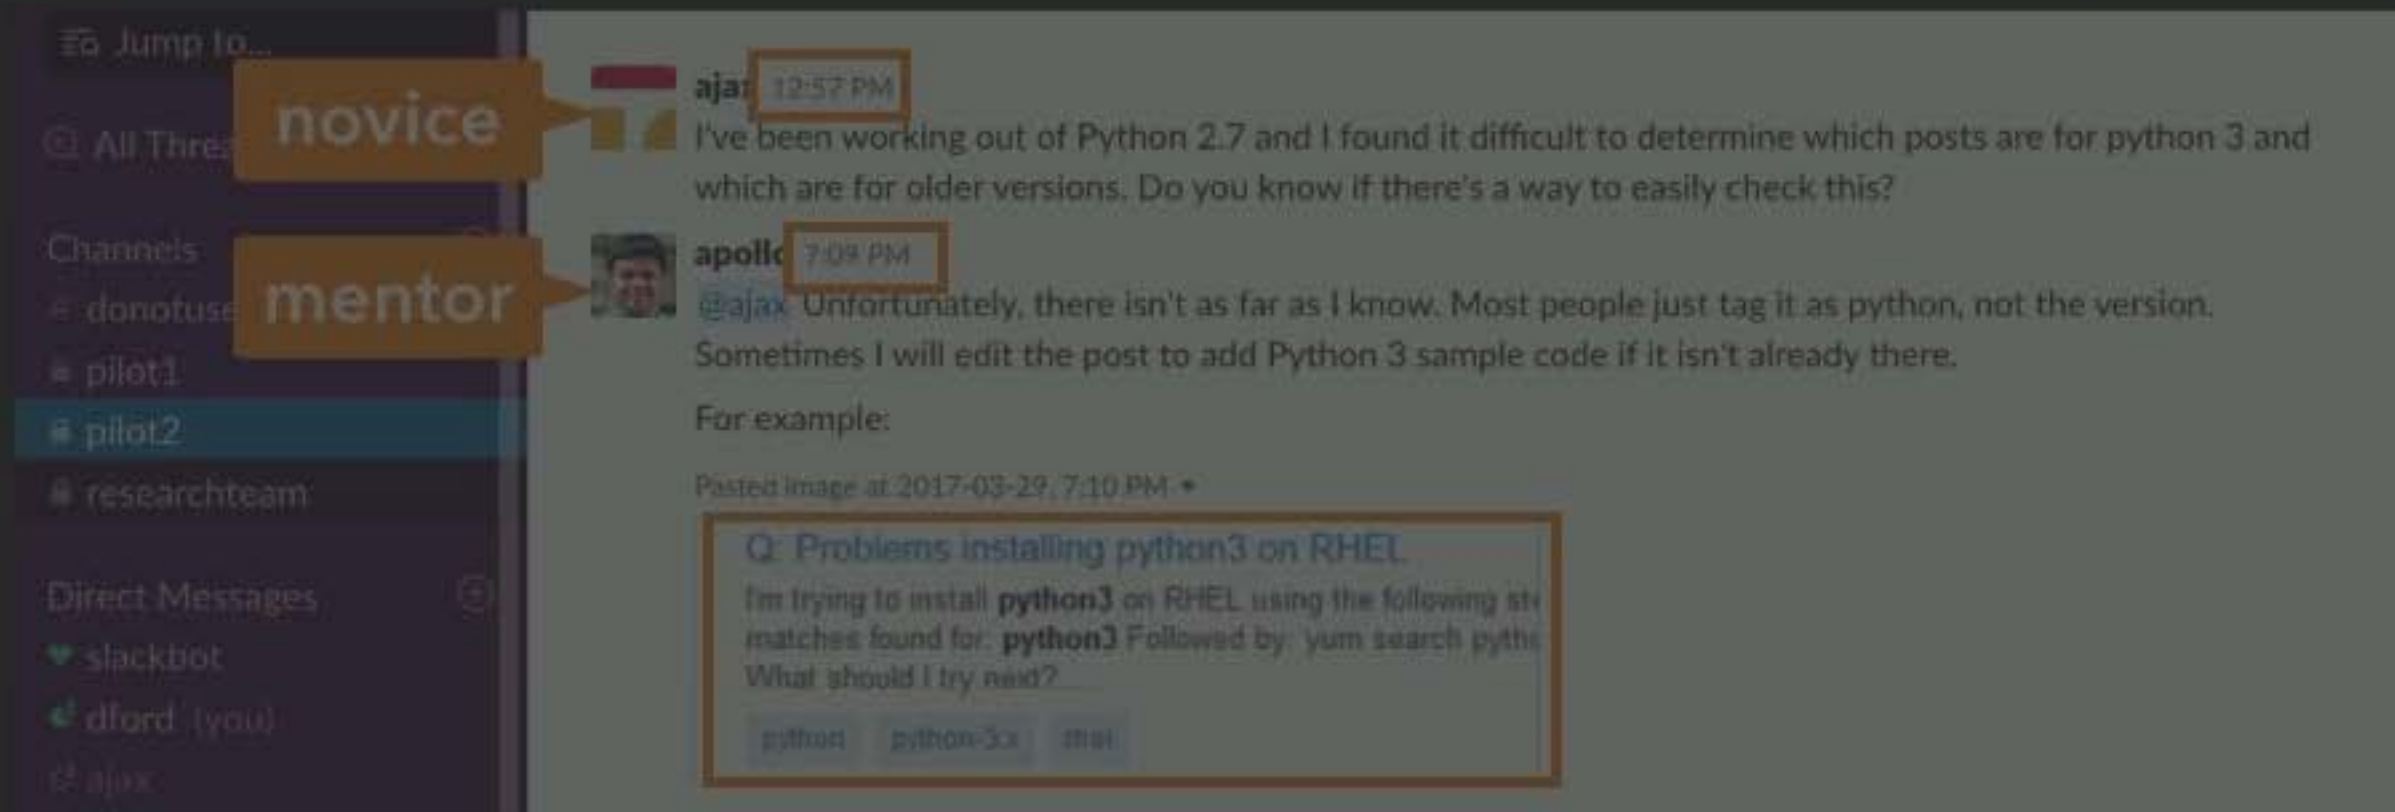 Jump to...
All Threa
Channels
donotuse
pilot1
pilot2
researchteam
Direct Messages
slackbot
dford (you)
ajax
novice
mentor
ajax 12:57 PM
I've been working out of Python 2.7 and I found it difficult to determine which posts are for python 3 and
which are for older versions. Do you know if there's a way to easily check this?
apollo 7:09 PM
@ajax Unfortunately, there isn't as far as I know. Most people just tag it as python, not the version.
Sometimes I will edit the post to add Python 3 sample code if it isn't already there.
For example:
Pasted image at 2017-03-29, 7:10 PM
Q: Problems installing python3 on RHEL
I'm trying to install python3 on RHEL using the following ste
matches found for: python3 Followed by: yum search pytho
What should I try next?
python python-3.x rhel